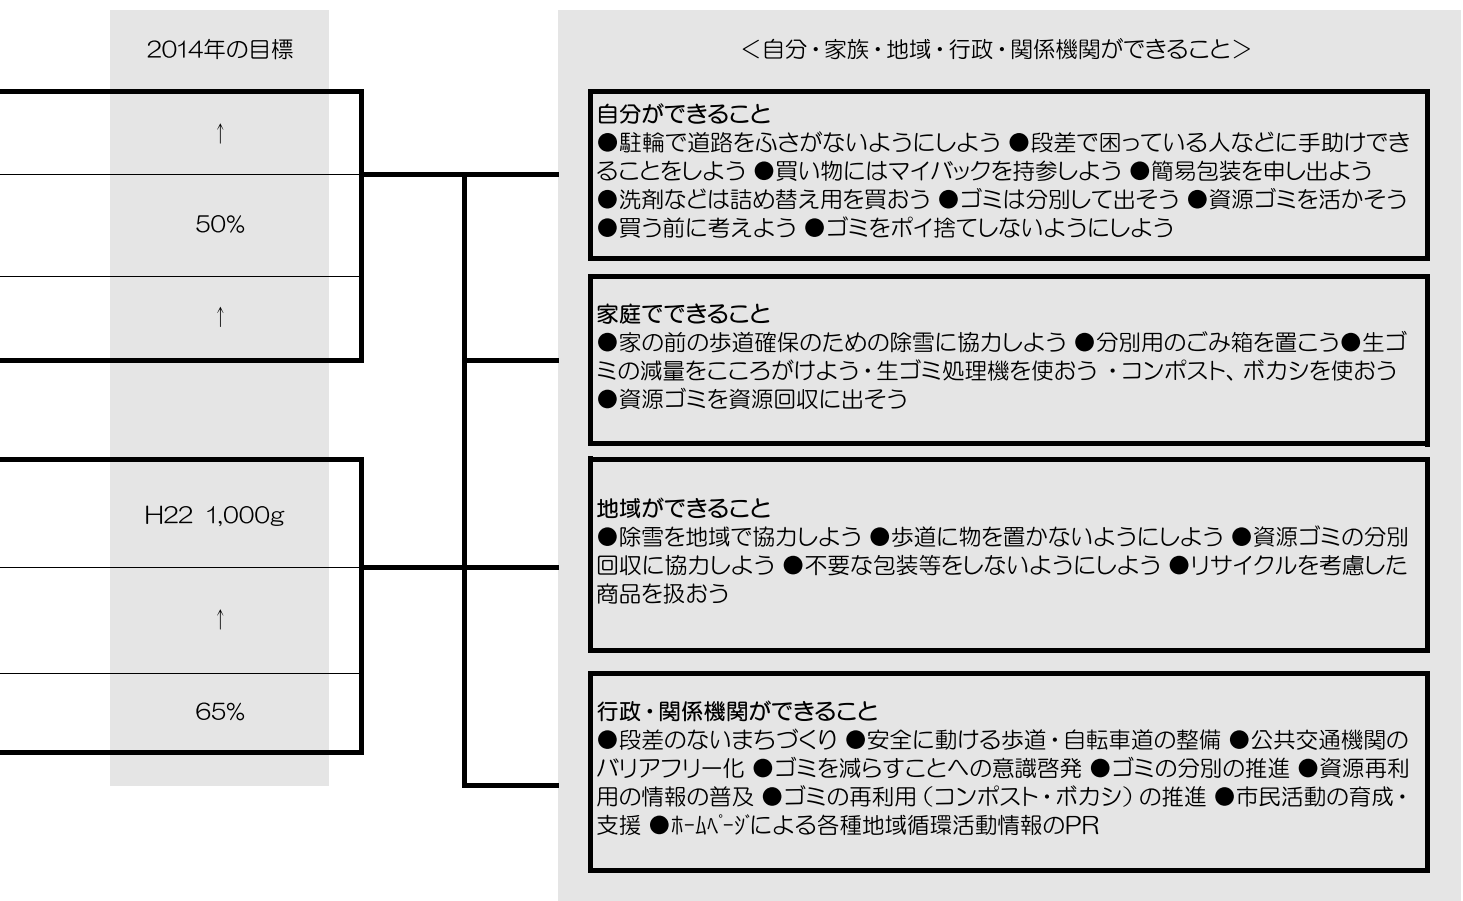 2014年の目標
↑
50%
↑
H22 1,000g
↑
65%
＜自分・家族・地域・行政・関係機関ができること＞
自分ができること
●駐輪で道路をふさがないようにしよう ●段差で困っている人などに手助けでき
ることをしよう ●買い物にはマイバックを持参しよう ●簡易包装を申し出よう
●洗剤などは詰め替え用を買おう ●ゴミは分別して出そう ●資源ゴミを活かそう
●買う前に考えよう ●ゴミをポイ捨てしないようにしよう
家庭でできること
●家の前の歩道確保のための除雪に協力しよう ●分別用のごみ箱を置こう●生ゴ
ミの減量をこころがけよう・生ゴミ処理機を使おう ・コンポスト、ボカシを使おう
●資源ゴミを資源回収に出そう
地域ができること
●除雪を地域で協力しよう ●歩道に物を置かないようにしよう ●資源ゴミの分別
回収に協力しよう ●不要な包装等をしないようにしよう ●リサイクルを考慮した
商品を扱おう
行政・関係機関ができること
●段差のないまちづくり ●安全に動ける歩道・自転車道の整備 ●公共交通機関の
バリアフリー化 ●ゴミを減らすことへの意識啓発 ●ゴミの分別の推進 ●資源再利
用の情報の普及 ●ゴミの再利用（コンポスト・ボカシ）の推進 ●市民活動の育成・
支援 ●ﾎｰﾑﾍﾟｰｼﾞによる各種地域循環活動情報のPR